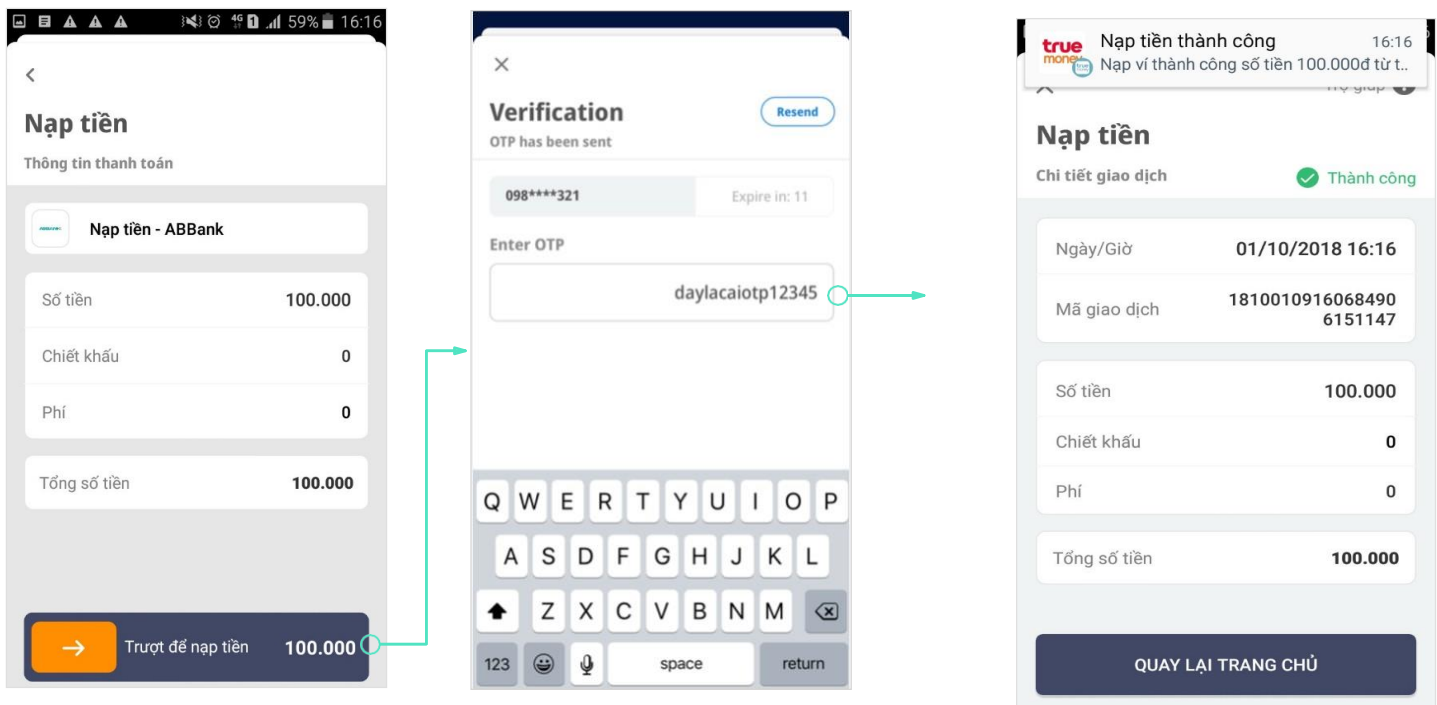 4G 1 59% 16:16
Nạp tiền
Thông tin thanh toán
Nạp tiền - ABBank
Số tiền 100.000
Chiết khấu 0
Phí 0
Tổng số tiền 100.000
Trượt để nạp tiền 100.000
Verification Resend
OTP has been sent
098****321 Expire in: 11
Enter OTP
daylacaiotp12345
Q W E R T Y U I O P
A S D F G H J K L
Z X C V B N M
123 space return
true money Nạp tiền thành công 16:16
Nạp ví thành công số tiền 100.000đ từ t..
Trợ giúp
Nạp tiền
Chi tiết giao dịch Thành công
Ngày/Giờ 01/10/2018 16:16
Mã giao dịch 1810010916068490
6151147
Số tiền 100.000
Chiết khấu 0
Phí 0
Tổng số tiền 100.000
QUAY LẠI TRANG CHỦ